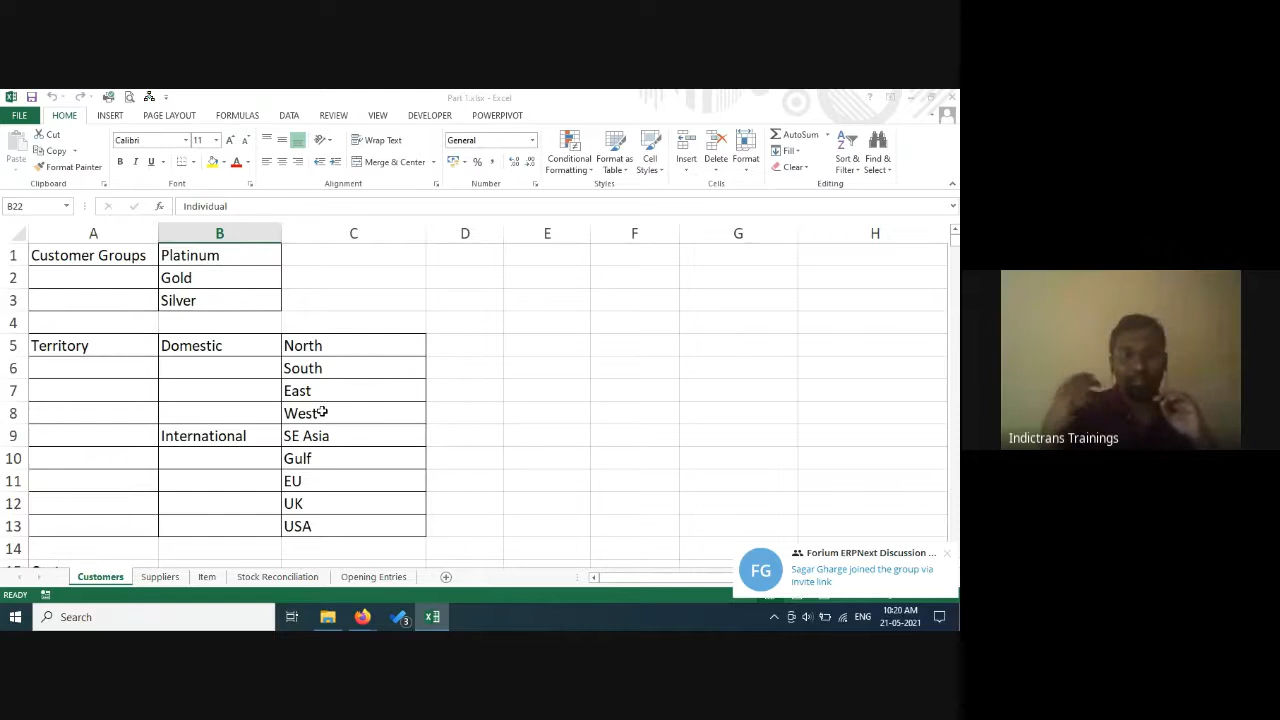 Part 1.xlsx - Excel
FILE HOME INSERT PAGE LAYOUT FORMULAS DATA REVIEW VIEW DEVELOPER POWERPIVOT
Paste
Cut
Copy
Format Painter
Clipboard
Calibri 11
B I U
Font
Wrap Text
Merge & Center
Alignment
General
%
Number
Conditional Formatting
Format as Table
Cell Styles
Styles
Insert Delete Format
Cells
AutoSum
Fill
Clear
Sort & Filter
Find & Select
Editing
B22 fx Individual
A B C D E F G H
1 Customer Groups Platinum
2 Gold
3 Silver
4
5 Territory Domestic North
6 South
7 East
8 West
9 International SE Asia
10 Gulf
11 EU
12 UK
13 USA
14
Customers Suppliers Item Stock Reconciliation Opening Entries
READY
FG
Forium ERPNext Discussion ...
Sagar Gharge joined the group via
invite link
Search
3
ENG
10:20 AM
21-05-2021
Indictrans Trainings